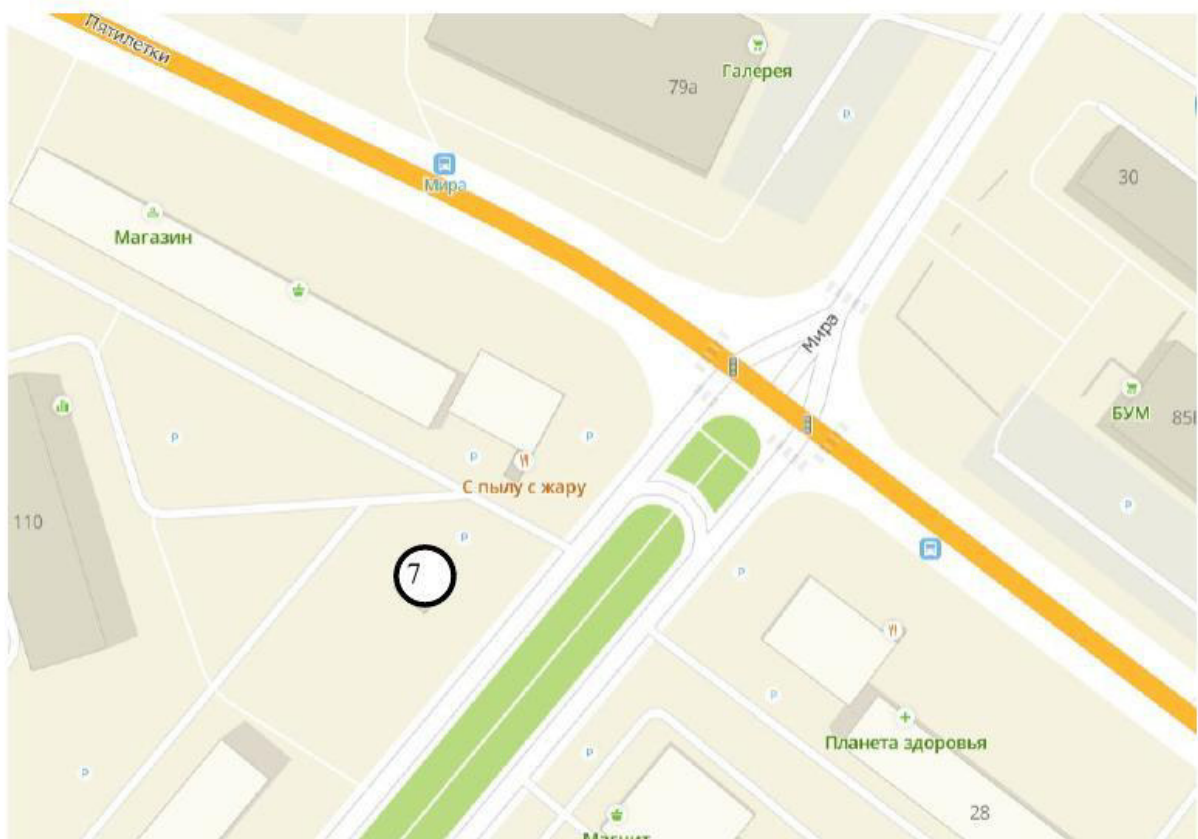 Пятилетки
Галерея
79а
P
Мира
30
Магазин
Мира
БУМ
P
P
P
С пылу с жару
P
110
P
7
P
P
Планета здоровья
P
P
28